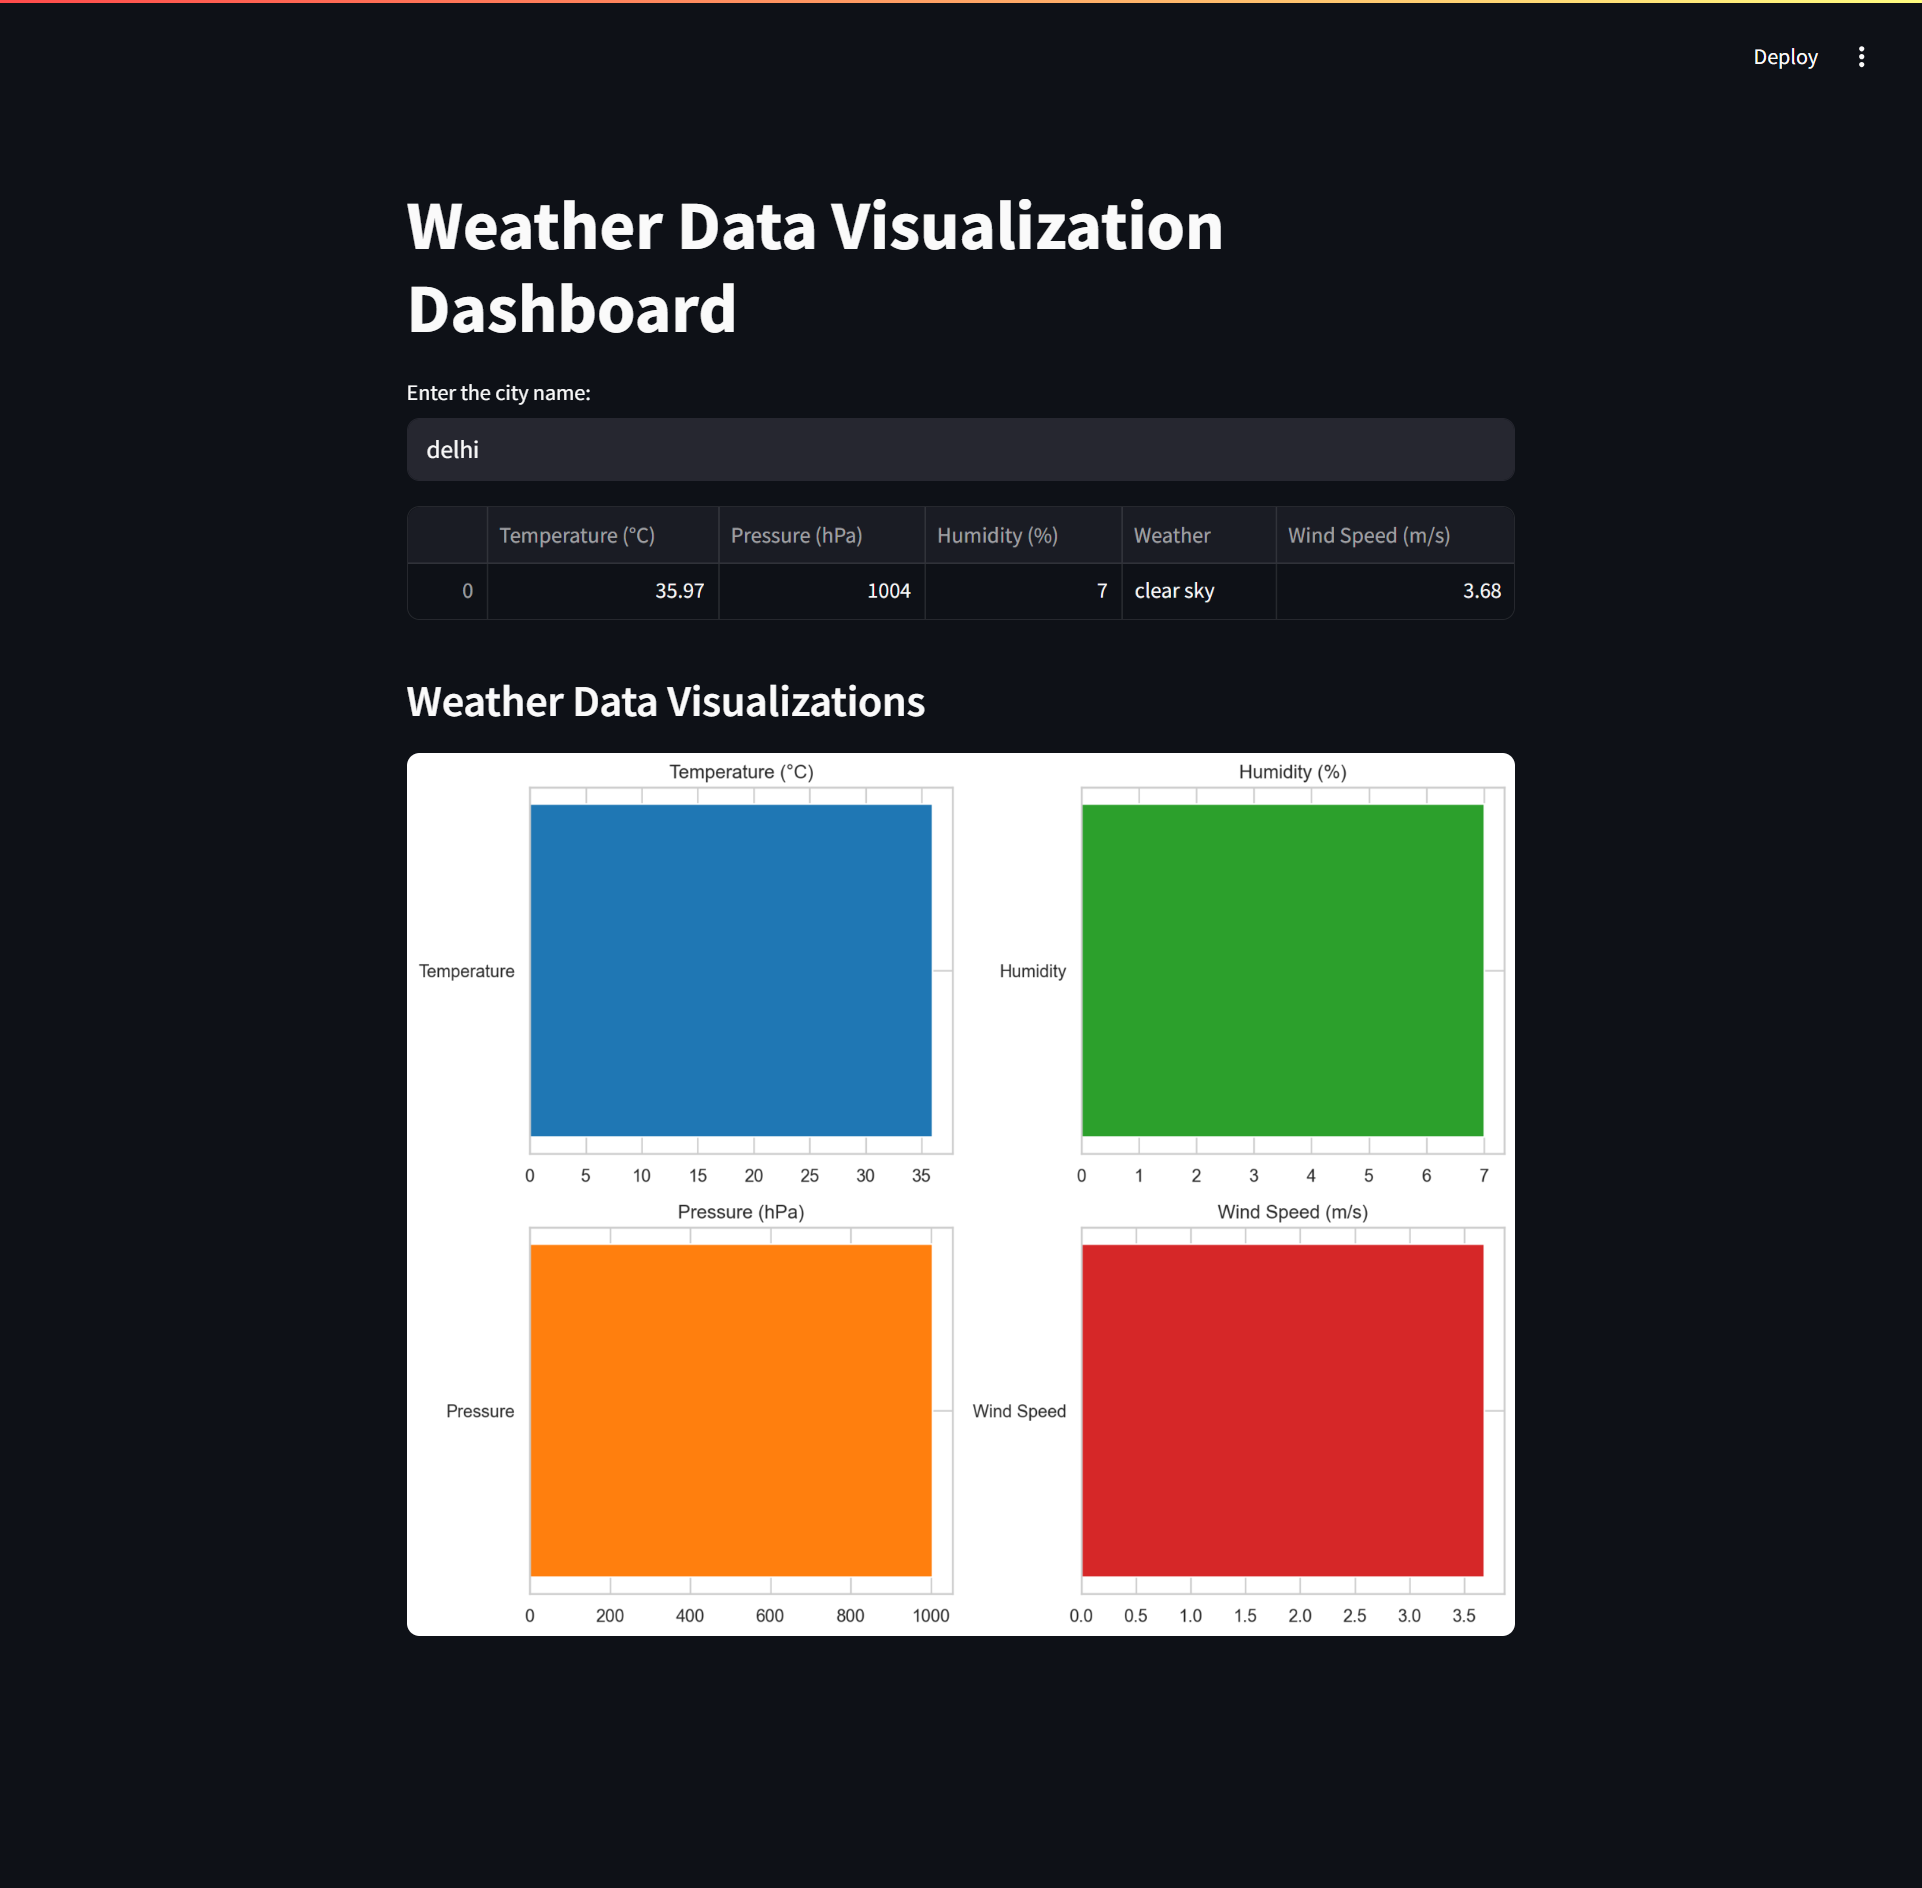 Deploy
Weather Data Visualization
Dashboard
Enter the city name:
delhi
Temperature (°C) Pressure (hPa) Humidity (%) Weather Wind Speed (m/s)
0 35.97 1004 7 clear sky 3.68
Weather Data Visualizations
Temperature (°C) Humidity (%)
Temperature Humidity
0 5 10 15 20 25 30 35 0 1 2 3 4 5 6 7
Pressure (hPa) Wind Speed (m/s)
Pressure Wind Speed
0 200 400 600 800 1000 0.0 0.5 1.0 1.5 2.0 2.5 3.0 3.5